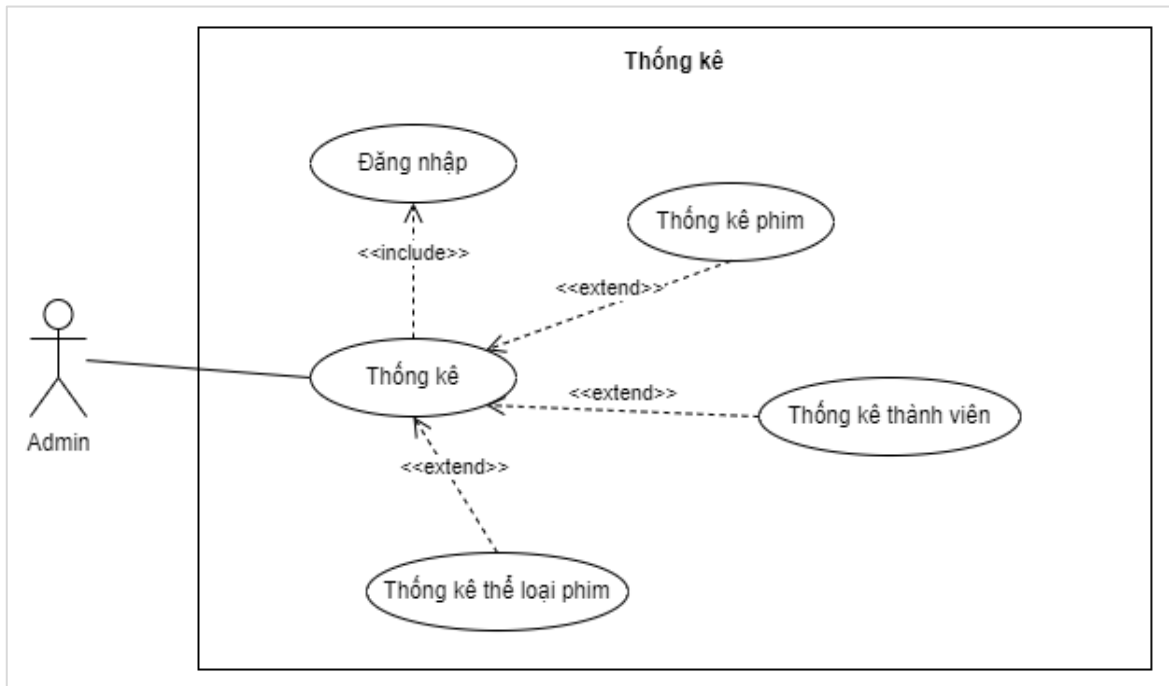 Thống kê
Đăng nhập
Thống kê phim
<<include>>
<<extend>>
Thống kê
<<extend>>
Thống kê thành viên
Admin
<<extend>>
Thống kê thể loại phim